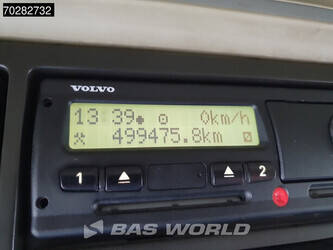 70282732
VOLVO
13:39 0km/h
499475.8km
1 2
BAS WORLD